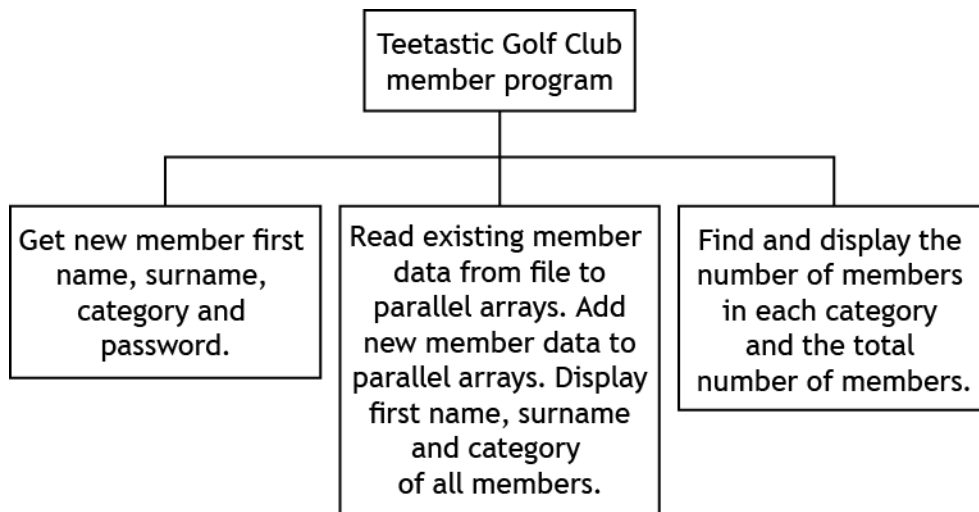 Teetastic Golf Club
member program
Get new member first
name, surname,
category and
password.
Read existing member
data from file to
parallel arrays. Add
new member data to
parallel arrays. Display
first name, surname
and category
of all members.
Find and display the
number of members
in each category
and the total
number of members.